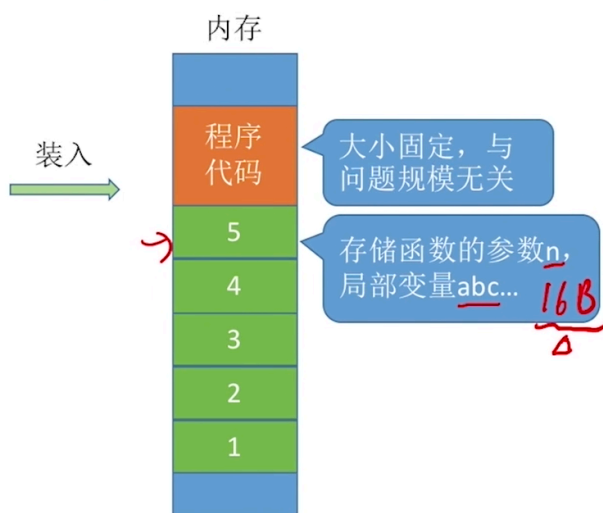 内存
装入
程序
代码
大小固定，与
问题规模无关
5
存储函数的参数n，
局部变量abc...
16B
4
3
2
1